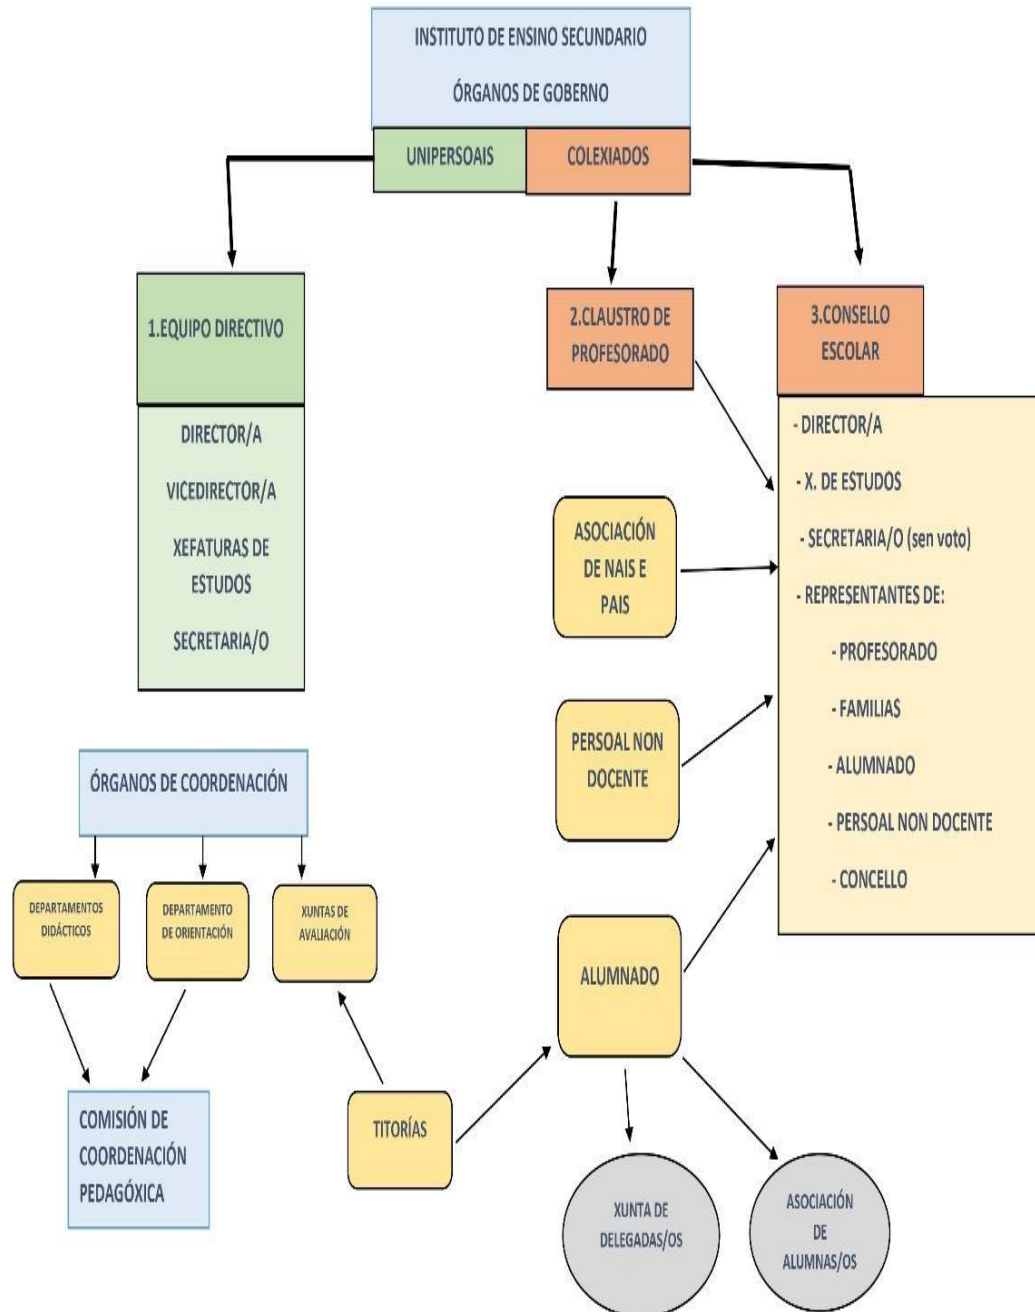 INSTITUTO DE ENSINO SECUNDARIO
ÓRGANOS DE GOBERNO
UNIPERSOAIS
COLEXIADOS
1.EQUIPO DIRECTIVO
DIRECTOR/A
VICEDIRECTOR/A
XEFATURAS DE
ESTUDOS
SECRETARIA/O
2.CLAUSTRO DE
PROFESORADO
3.CONSELLO
ESCOLAR
- DIRECTOR/A
- X. DE ESTUDOS
- SECRETARIA/O (sen voto)
- REPRESENTANTES DE:
- PROFESORADO
- FAMILIAS
- ALUMNADO
- PERSOAL NON DOCENTE
- CONCELLO
ASOCIACIÓN
DE NAIS E
PAIS
PERSOAL NON
DOCENTE
ÓRGANOS DE COORDENACIÓN
DEPARTAMENTOS
DIDÁCTICOS
DEPARTAMENTO
DE ORIENTACIÓN
XUNTAS DE
AVALIACIÓN
ALUMNADO
COMISIÓN DE
COORDENACIÓN
PEDAGÓXICA
TITORÍAS
XUNTA DE
DELEGADAS/OS
ASOCIACIÓN
DE
ALUMNAS/OS